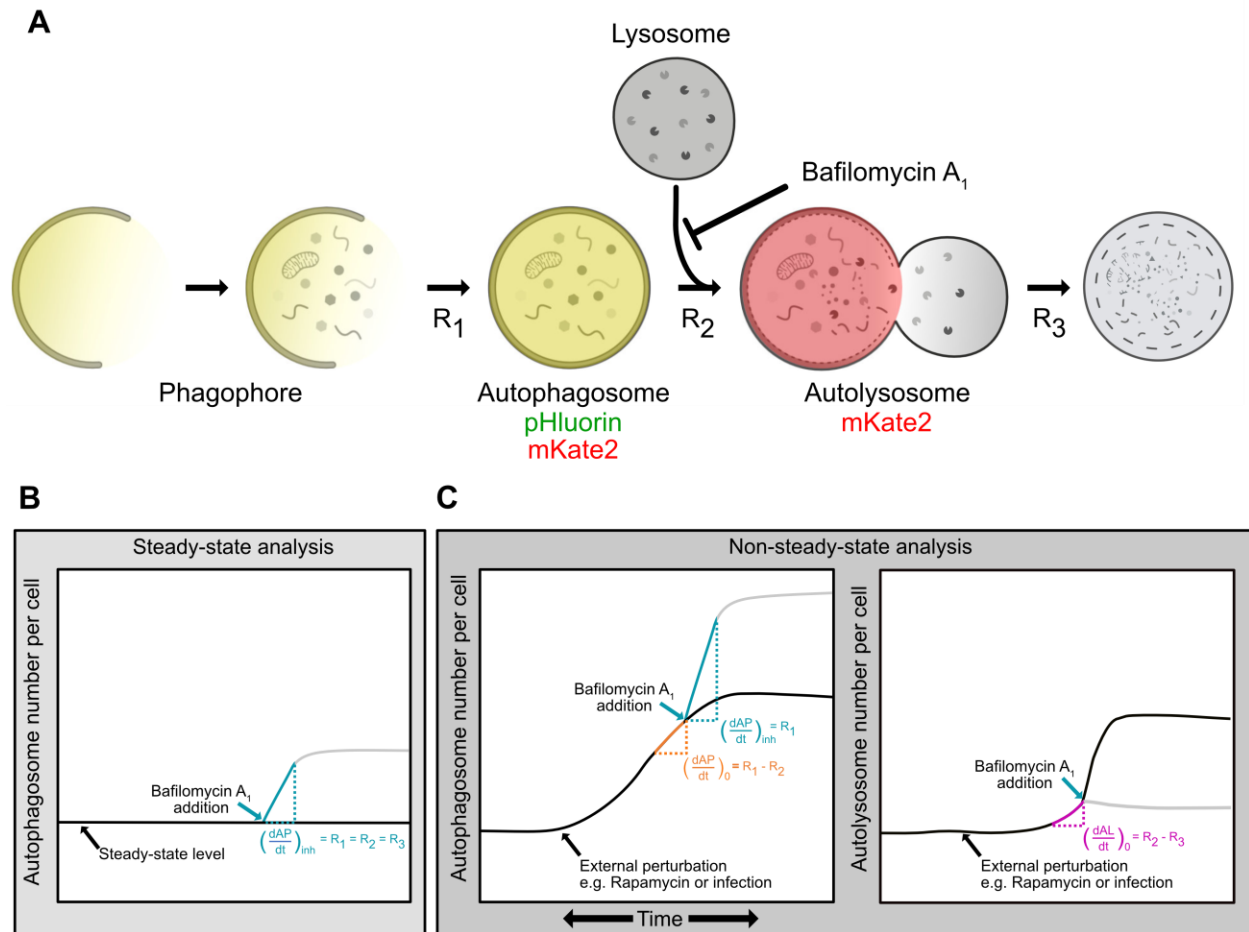 A
Lysosome
Bafilomycin A1
R1
R2
R3
Phagophore
Autophagosome
pHluorin
mKate2
Autolysosome
mKate2
B
Steady-state analysis
Autophagosome number per cell
Bafilomycin A1
addition
(dAP/dt)inh = R1 = R2 = R3
Steady-state level
C
Non-steady-state analysis
Autophagosome number per cell
Bafilomycin A1
addition
(dAP/dt)inh = R1
(dAP/dt)0 = R1 - R2
External perturbation
e.g. Rapamycin or infection
Time
Autolysosome number per cell
Bafilomycin A1
addition
(dAL/dt)0 = R2 - R3
External perturbation
e.g. Rapamycin or infection